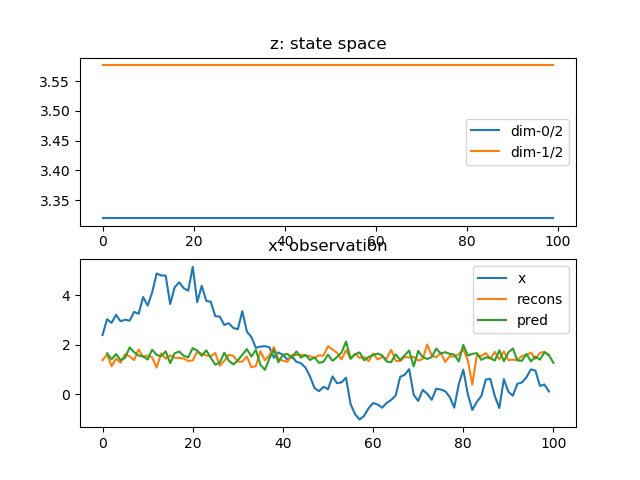 z: state space
3.55
3.50
3.45
3.40
3.35
dim-0/2
dim-1/2
0 20 40 60 80 100
x: observation
4
2
0
x
recons
pred
0 20 40 60 80 100